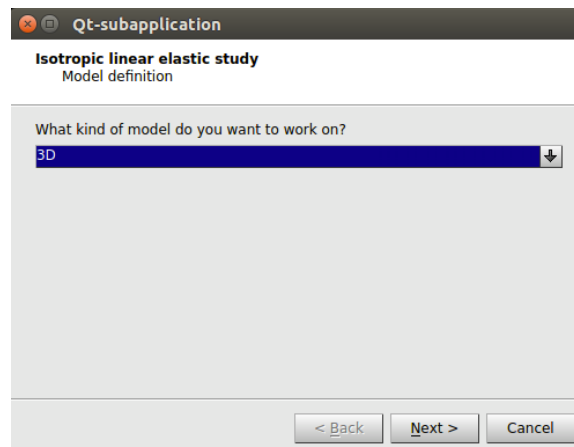 Qt-subapplication
Isotropic linear elastic study
Model definition
What kind of model do you want to work on?
3D
< Back Next > Cancel